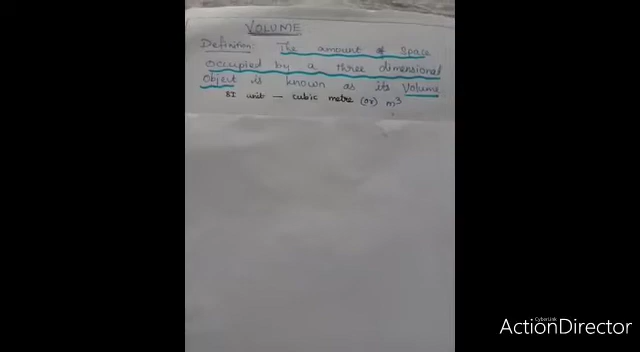 VOLUME
Definition: The amount of space
occupied by a three dimensional
object is known as its Volume
SI unit — cubic metre (or) m³
CyberLink
ActionDirector